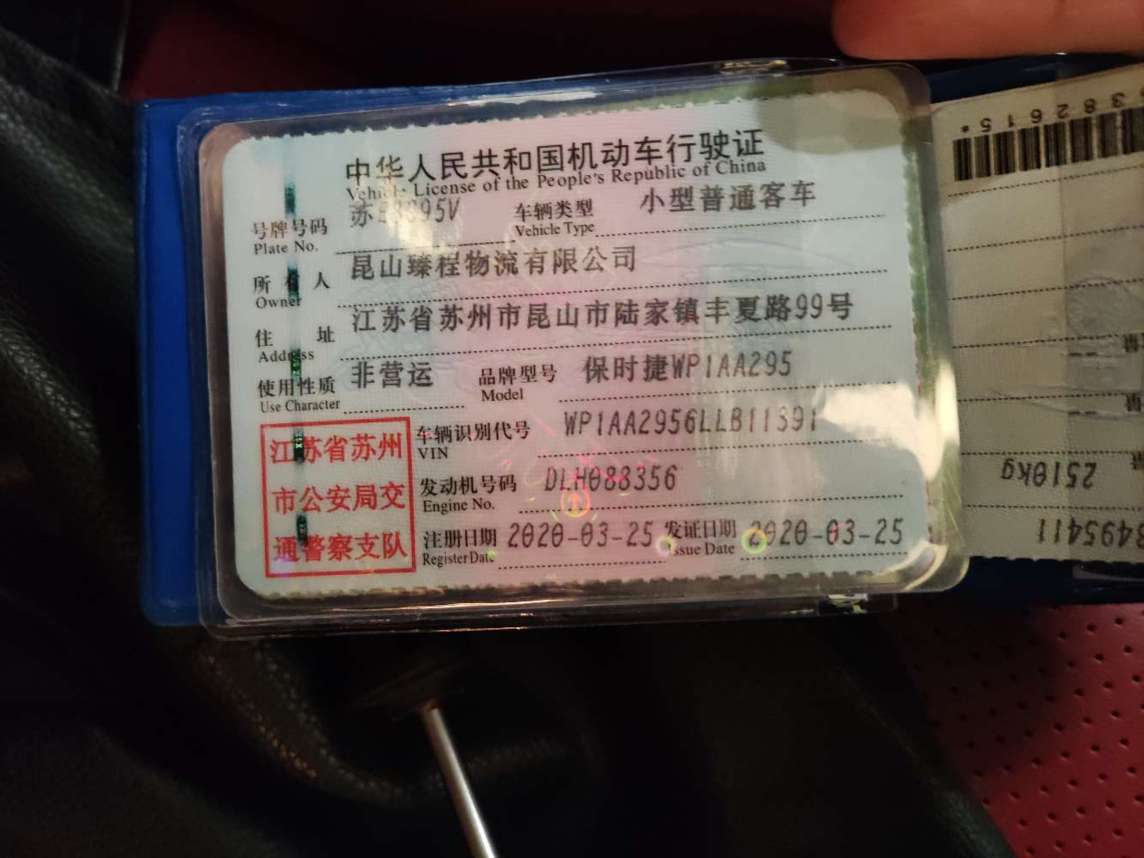 中华人民共和国机动车行驶证
Vehicle License of the People's Republic of China
号牌号码 车辆类型 小型普通客车
Plate No. Vehicle Type
所有人 昆山臻程物流有限公司
Owner
住址 江苏省苏州市昆山市陆家镇丰夏路99号
Address
使用性质 非营运 品牌型号 保时捷WP1AA295
Use Character Model
江苏省苏州 车辆识别代号 WP1AA2956LLB11391
VIN
市公安局交 发动机号码 DLH088356
Engine No.
通警察支队 注册日期 2020-03-25 发证日期 2020-03-25
Register Date Issue Date
382615*
2510kg
3495411